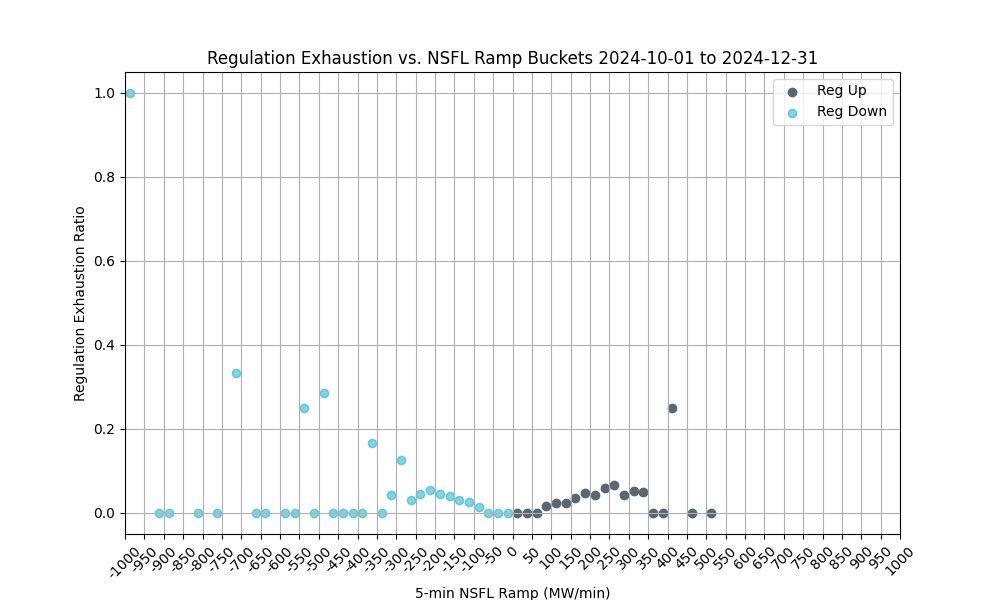 Regulation Exhaustion vs. NSFL Ramp Buckets 2024-10-01 to 2024-12-31
Reg Up
Reg Down
Regulation Exhaustion Ratio
1.0
0.8
0.6
0.4
0.2
0.0
-1000 -950 -900 -850 -800 -750 -700 -650 -600 -550 -500 -450 -400 -350 -300 -250 -200 -150 -100 -50 0 50 100 150 200 250 300 350 400 450 500 550 600 650 700 750 800 850 900 950 1000
5-min NSFL Ramp (MW/min)